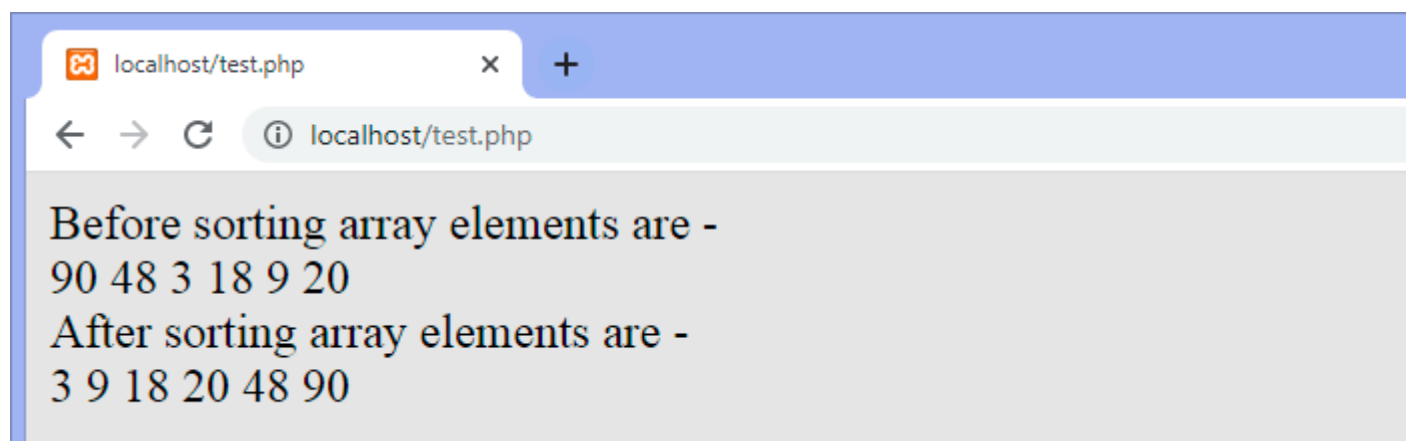 localhost/test.php
localhost/test.php
Before sorting array elements are -
90 48 3 18 9 20
After sorting array elements are -
3 9 18 20 48 90